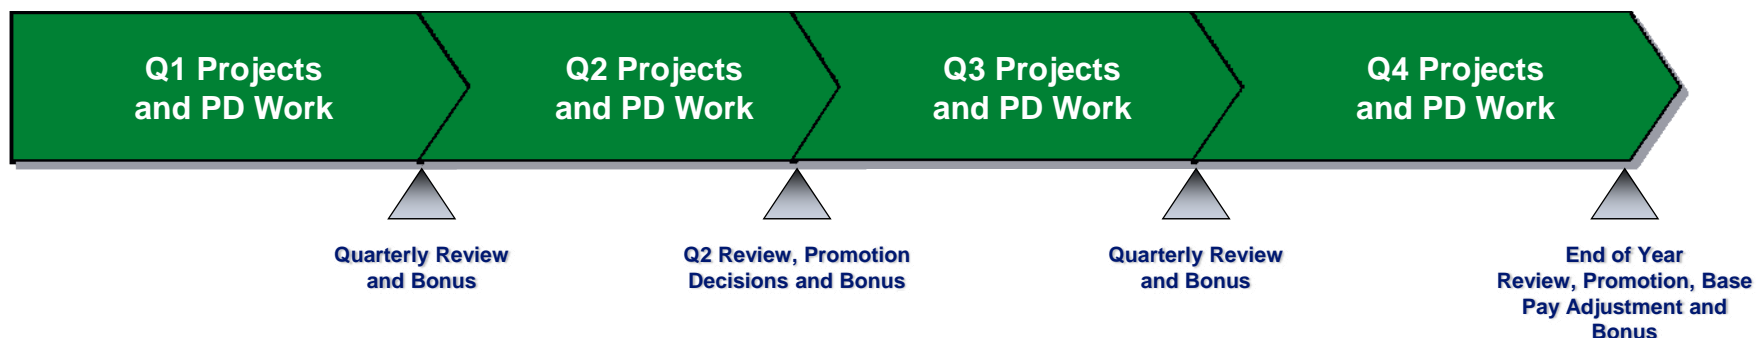 Q1 Projects
and PD Work
Q2 Projects
and PD Work
Q3 Projects
and PD Work
Q4 Projects
and PD Work
Quarterly Review
and Bonus
Q2 Review, Promotion
Decisions and Bonus
Quarterly Review
and Bonus
End of Year
Review, Promotion, Base
Pay Adjustment and
Bonus